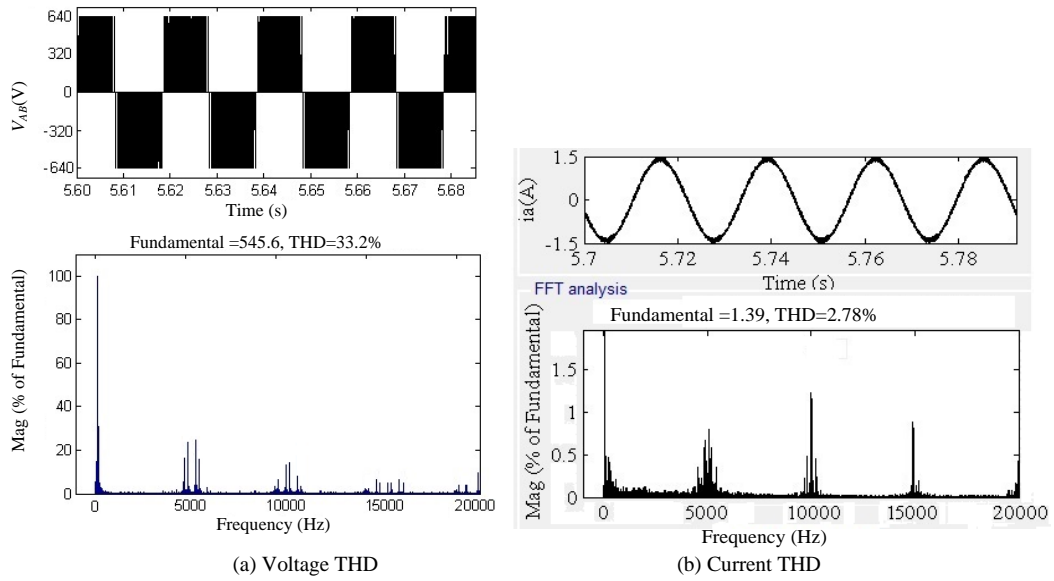 640
320
0
-320
-640
V_AB(V)
5.60 5.61 5.62 5.63 5.64 5.65 5.66 5.67 5.68
Time (s)
Fundamental =545.6, THD=33.2%
100
80
60
40
20
0
Mag (% of Fundamental)
0 5000 10000 15000 20000
Frequency (Hz)
(a) Voltage THD
1.5
0
-1.5
ia(A)
5.7 5.72 5.74 5.76 5.78
Time (s)
FFT analysis
Fundamental =1.39, THD=2.78%
1.5
1
0.5
0
Mag (% of Fundamental)
0 5000 10000 15000 20000
Frequency (Hz)
(b) Current THD